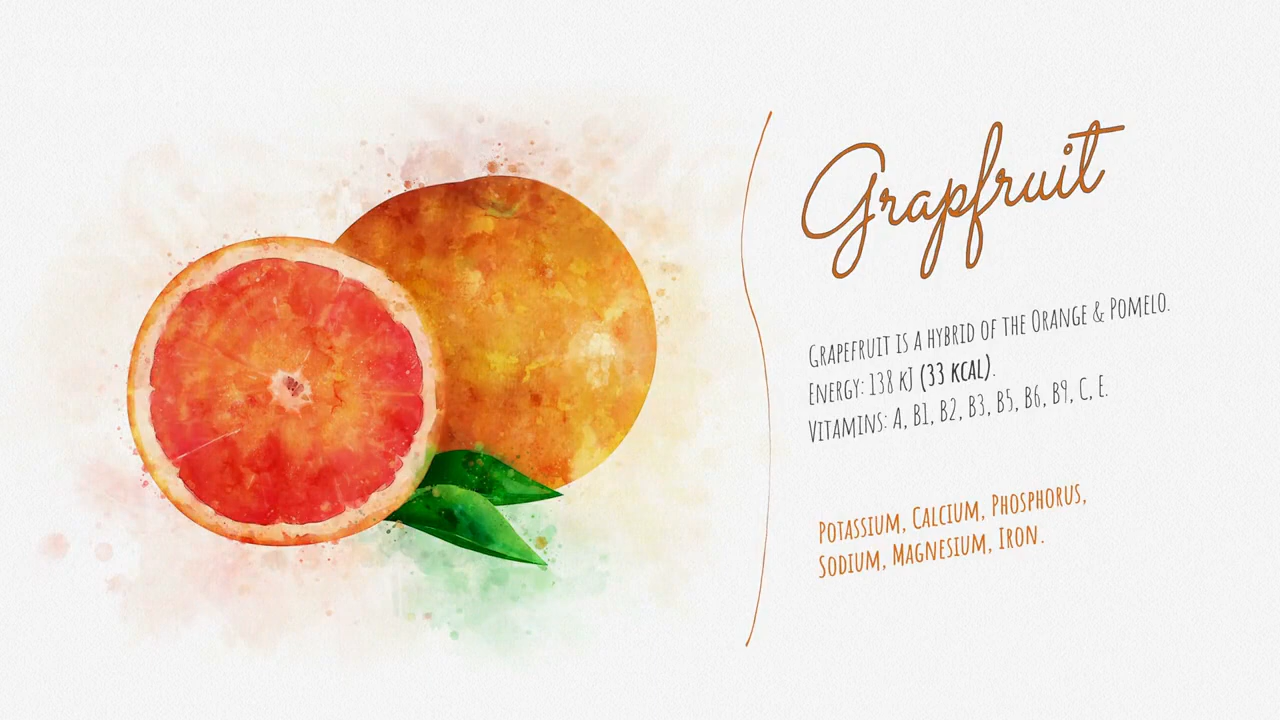 Grapfruit
Grapefruit is a hybrid of the Orange & Pomelo.
Energy: 138 kJ (33 kcal).
Vitamins: A, B1, B2, B3, B5, B6, B9, C, E.
Potassium, Calcium, Phosphorus,
Sodium, Magnesium, Iron.